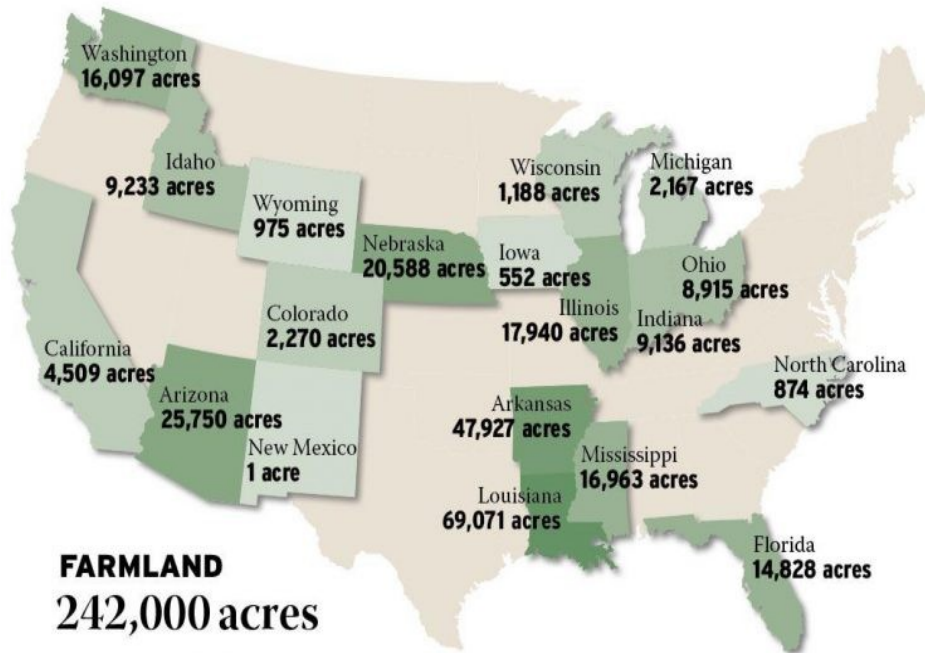 Washington
16,097 acres
Idaho
9,233 acres
Wyoming
975 acres
Nebraska
20,588 acres
Wisconsin
1,188 acres
Michigan
2,167 acres
Iowa
552 acres
Ohio
8,915 acres
Illinois
17,940 acres
Indiana
9,136 acres
Colorado
2,270 acres
California
4,509 acres
Arizona
25,750 acres
New Mexico
1 acre
North Carolina
874 acres
Arkansas
47,927 acres
Mississippi
16,963 acres
Louisiana
69,071 acres
Florida
14,828 acres
FARMLAND
242,000 acres